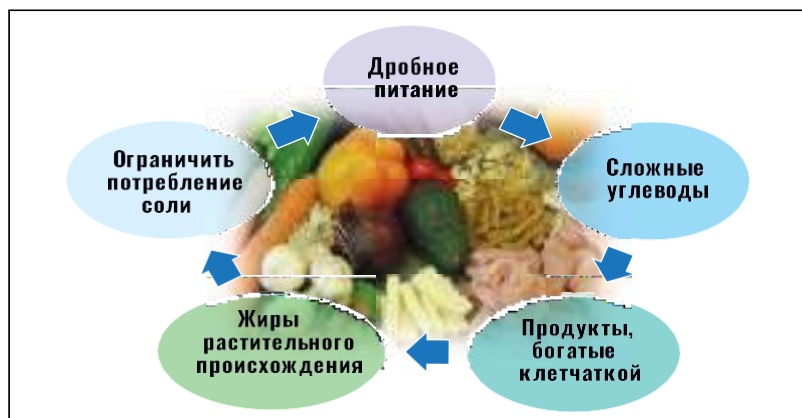 Дробное
питание
Сложные
углеводы
Продукты,
богатые
клетчаткой
Жиры
растительного
происхождения
Ограничить
потребление
соли